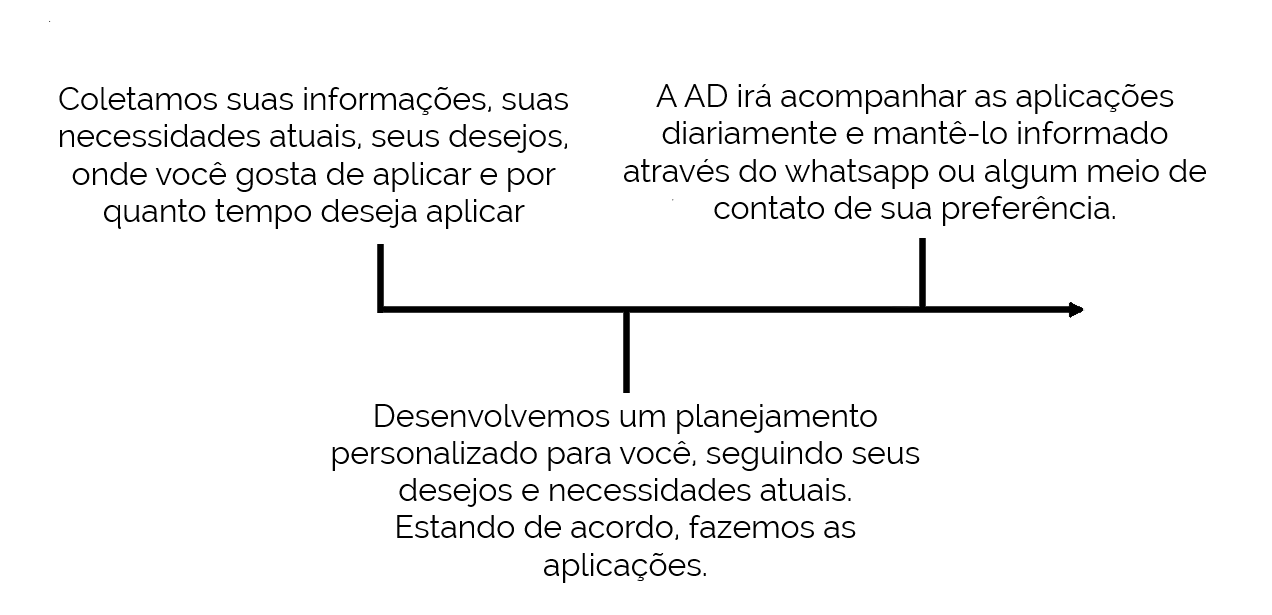 Coletamos suas informações, suas
necessidades atuais, seus desejos,
onde você gosta de aplicar e por
quanto tempo deseja aplicar
A AD irá acompanhar as aplicações
diariamente e mantê-lo informado
através do whatsapp ou algum meio de
contato de sua preferência.
Desenvolvemos um planejamento
personalizado para você, seguindo seus
desejos e necessidades atuais.
Estando de acordo, fazemos as
aplicações.